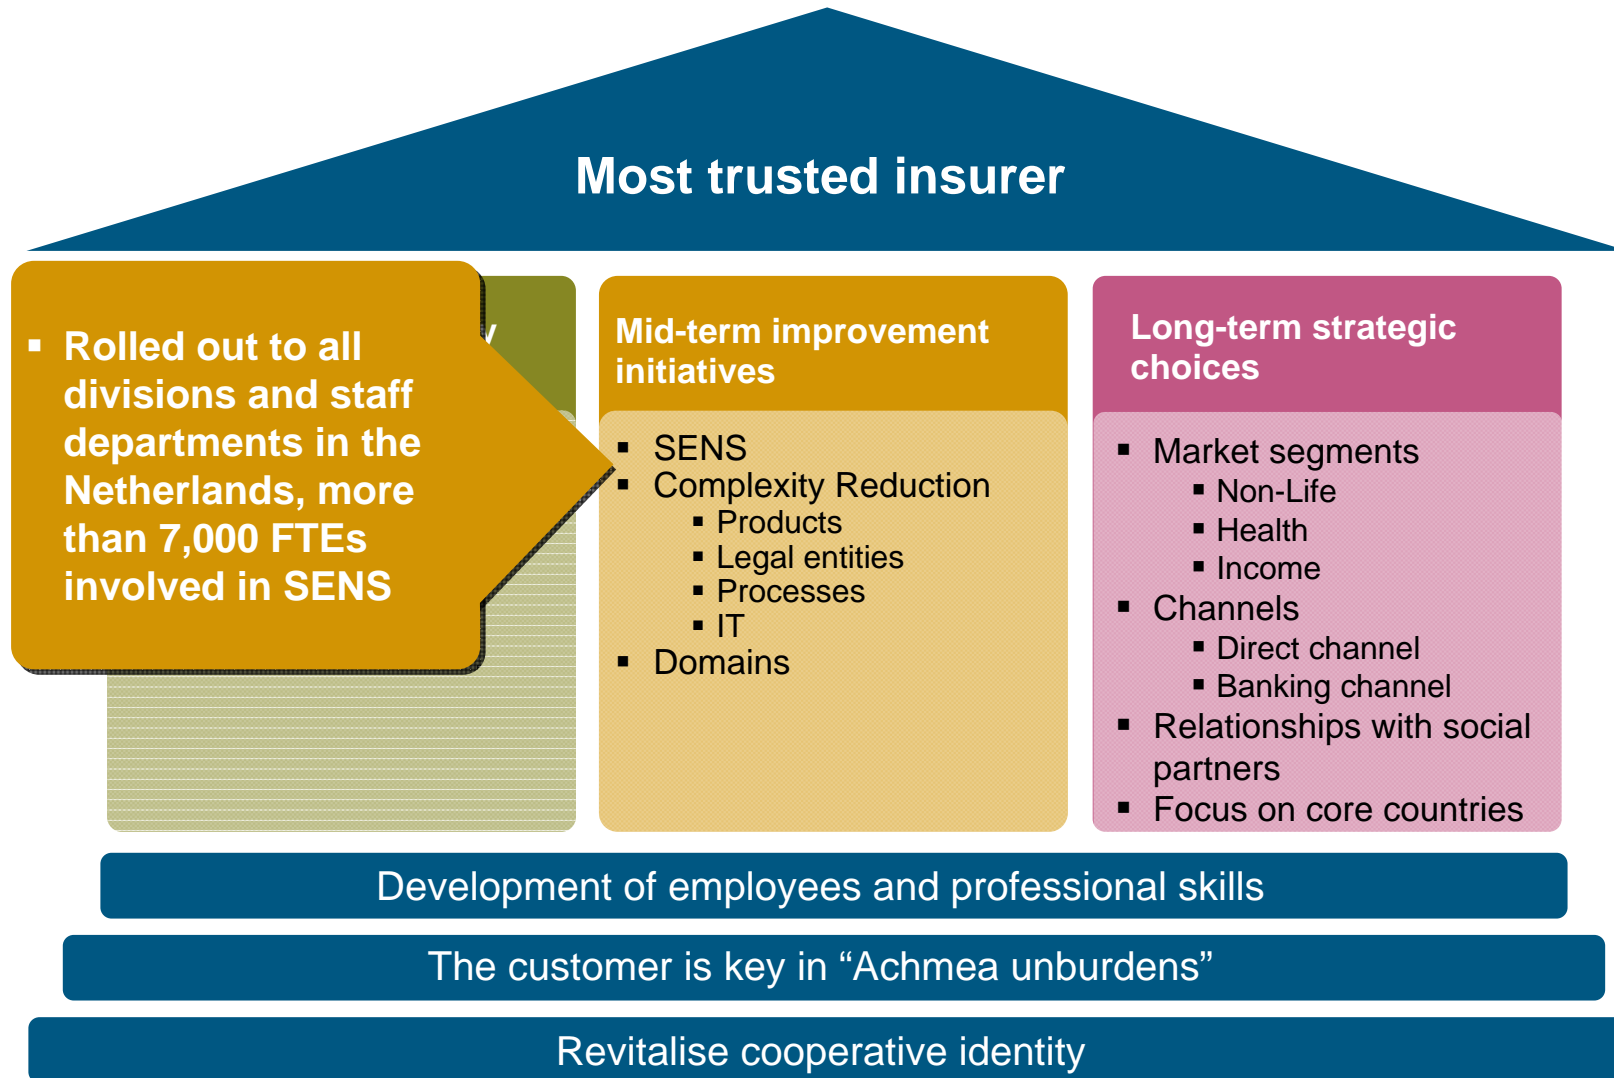 Most trusted insurer
▪ Rolled out to all
divisions and staff
departments in the
Netherlands, more
than 7,000 FTEs
involved in SENS
Mid-term improvement
initiatives
▪ SENS
▪ Complexity Reduction
▪ Products
▪ Legal entities
▪ Processes
▪ IT
▪ Domains
Long-term strategic
choices
▪ Market segments
▪ Non-Life
▪ Health
▪ Income
▪ Channels
▪ Direct channel
▪ Banking channel
▪ Relationships with social
partners
▪ Focus on core countries
Development of employees and professional skills
The customer is key in “Achmea unburdens”
Revitalise cooperative identity